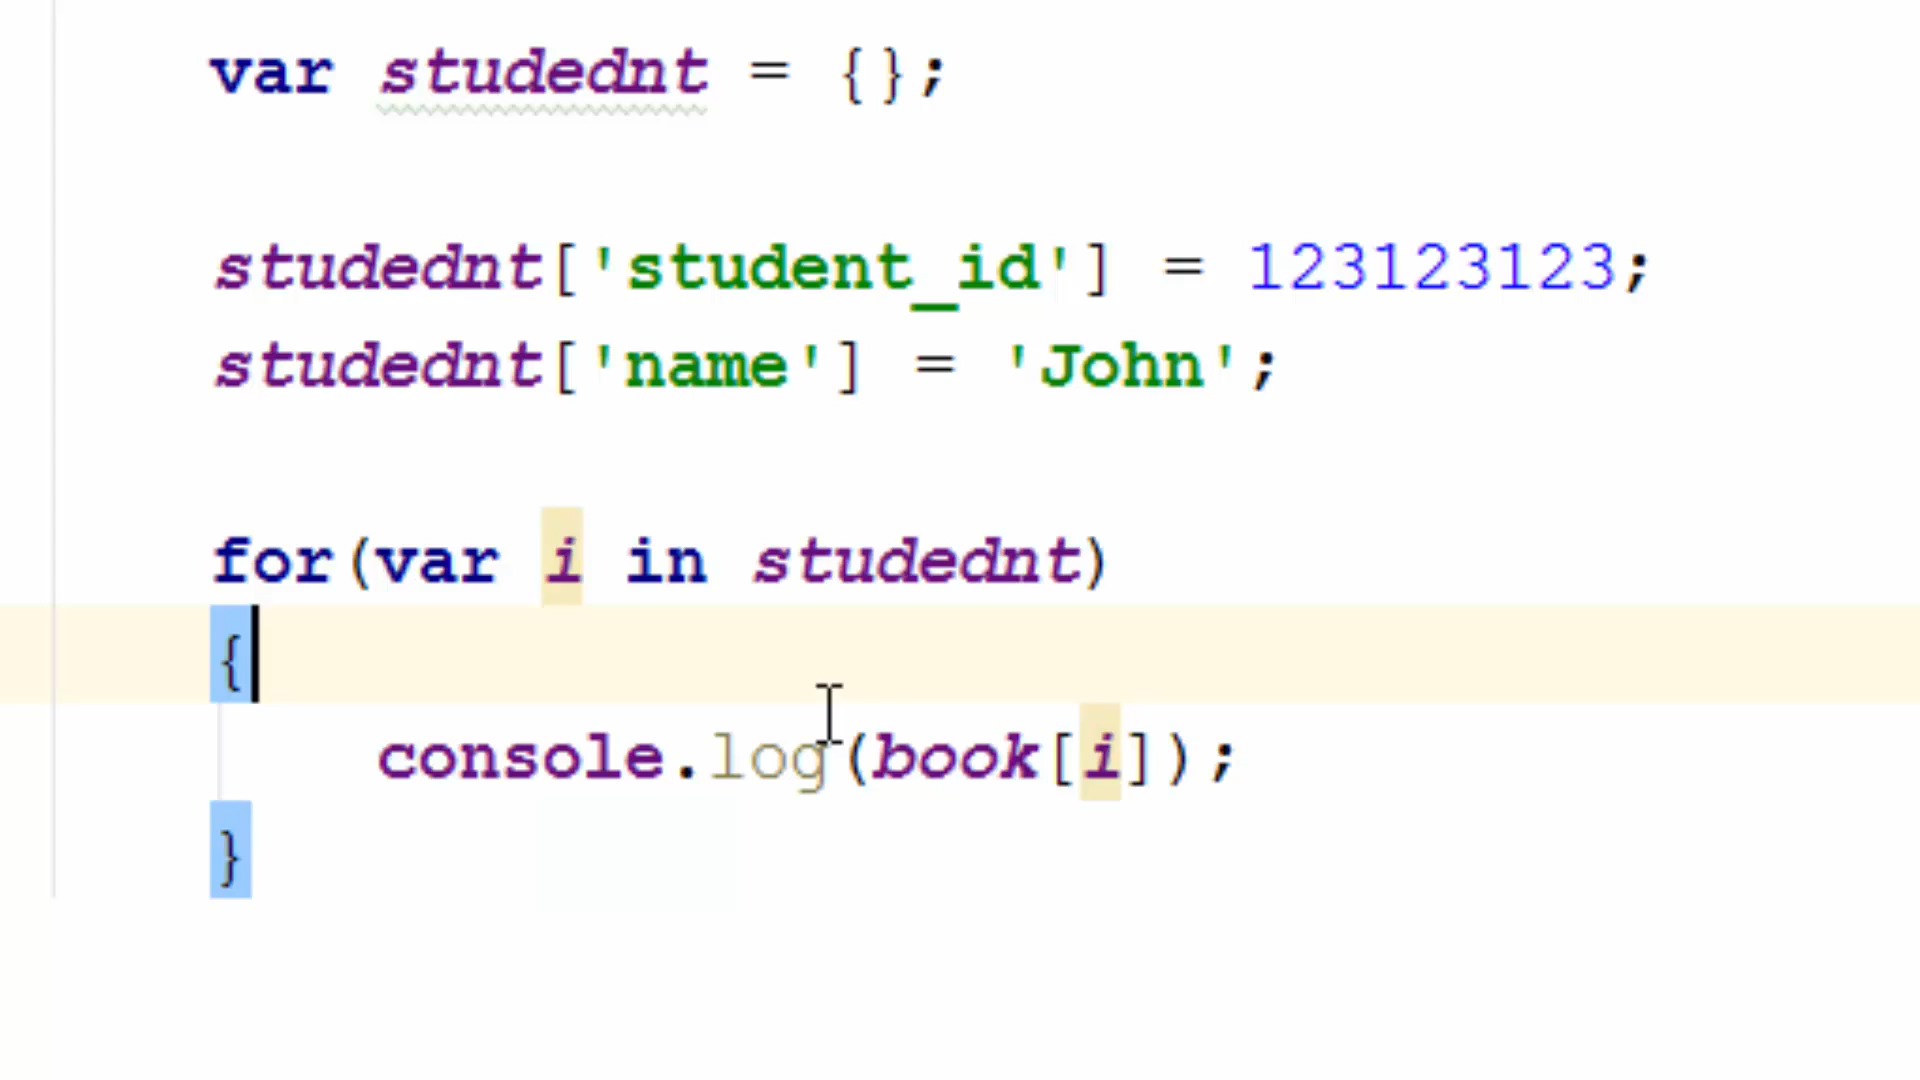 var studednt = {};
studednt['student_id'] = 123123123;
studednt['name'] = 'John';
for(var i in studednt)
{
console.log(book[i]);
}